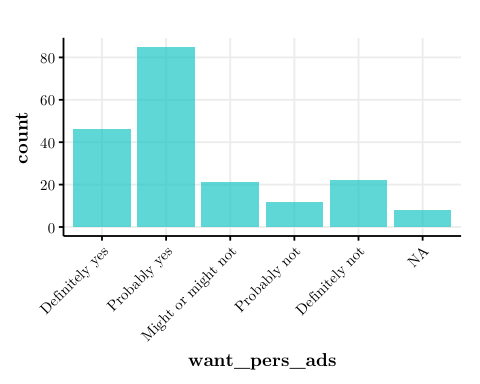 count
80
60
40
20
0
Definitely yes
Probably yes
Might or might not
Probably not
Definitely not
NA
want_pers_ads